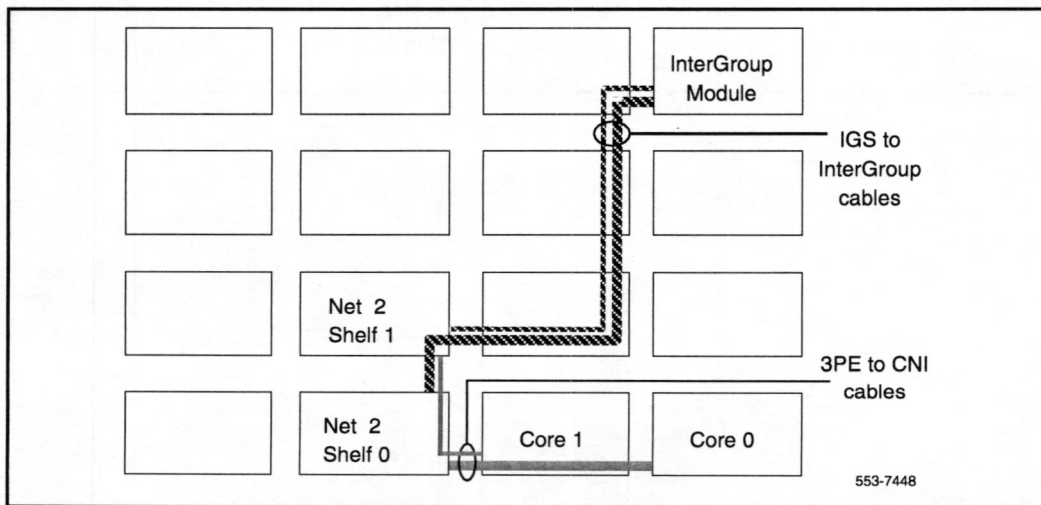 InterGroup
Module
IGS to
InterGroup
cables
Net 2
Shelf 1
3PE to CNI
cables
Net 2
Shelf 0
Core 1
Core 0
553-7448